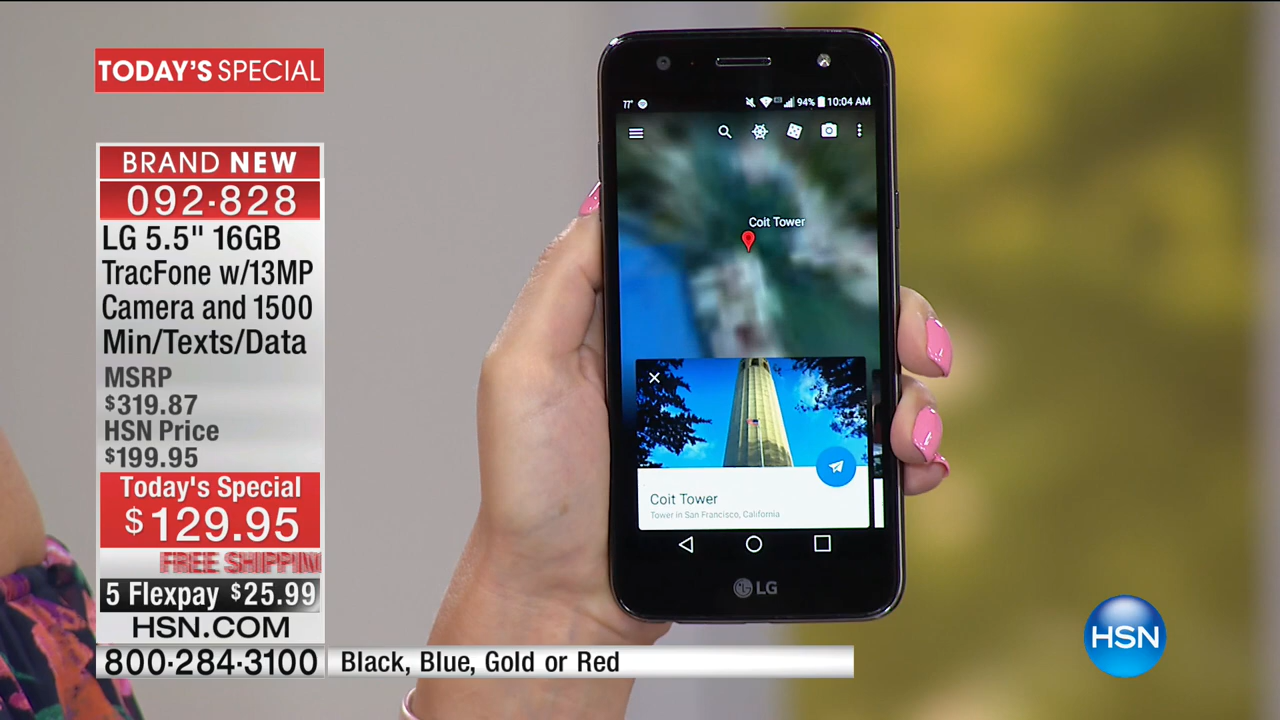 TODAY'S SPECIAL
BRAND NEW
092·828
LG 5.5" 16GB
TracFone w/13MP
Camera and 1500
Min/Texts/Data
MSRP
$319.87
HSN Price
$199.95
Today's Special
$129.95
FREE SHIPPIN
5 Flexpay $25.99
HSN.COM
800·284·3100
Black, Blue, Gold or Red
77°
94%
10:04 AM
Coit Tower
Coit Tower
Tower in San Francisco, California
LG
HSN